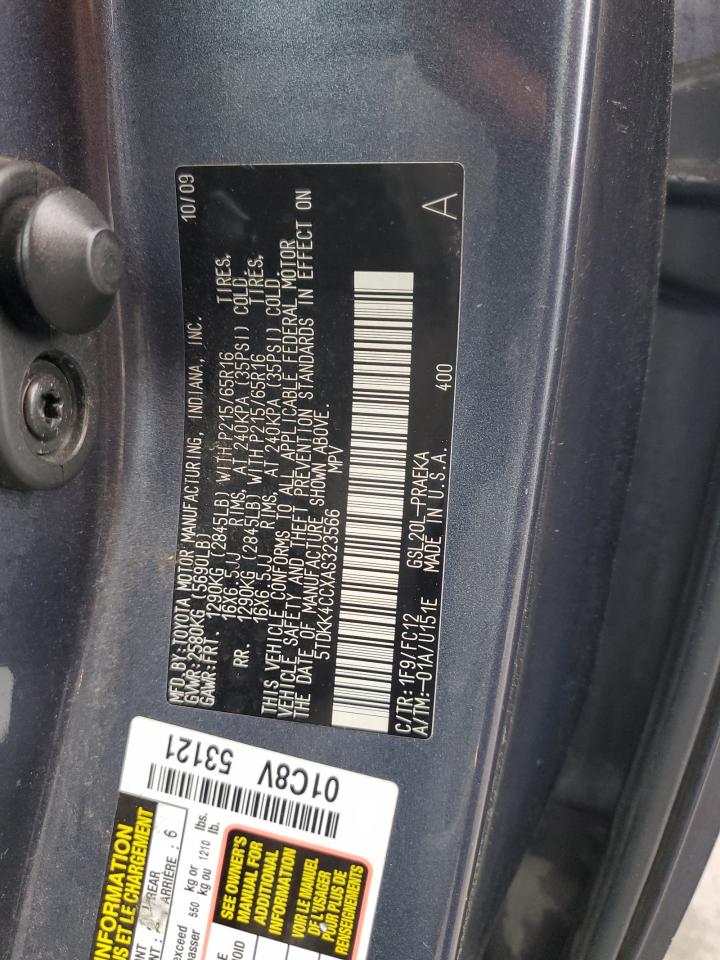 MFD. BY: TOYOTA MOTOR MANUFACTURING, INDIANA, INC. 10/09
GVWR: 2580KG (5690LB)
GAWR: FRT. 1290KG (2845LB) WITH P215/65R16 TIRES,
16X6.5JJ RIMS, AT 240KPA (35PSI) COLD.
RR. 1290KG (2845LB) WITH P215/65R16 TIRES,
16X6.5JJ RIMS, AT 240KPA (35PSI) COLD.
THIS VEHICLE CONFORMS TO ALL APPLICABLE FEDERAL MOTOR
VEHICLE SAFETY AND THEFT PREVENTION STANDARDS IN EFFECT ON
THE DATE OF MANUFACTURE SHOWN ABOVE.
5TDKK4CCXAS323566 MPV
C/TR: 1F9/FC12 GSL20L-PRAEKA 400 A
A/TM: -01A/U151E MADE IN U.S.A.
53121
01C8V
INFORMATION
S ET LE CHARGEMENT
REAR
ARRIÈRE : 6
exceed 550 kg or 1210 lbs.
passer kg ou lb.
SEE OWNER'S
MANUAL FOR
ADDITIONAL
INFORMATION
VOIR LE MANUEL
DE L'USAGER
POUR PLUS DE
RENSEIGNEMENTS